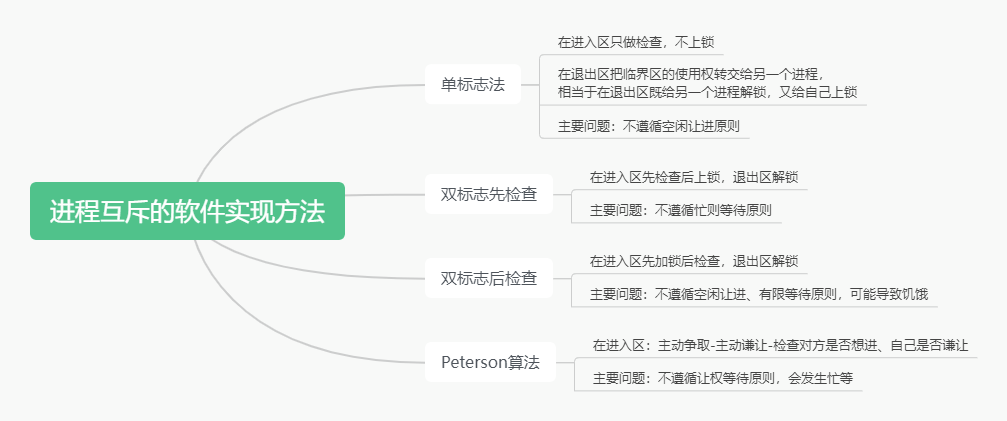 进程互斥的软件实现方法
单标志法
在进入区只做检查，不上锁
在退出区把临界区的使用权转交给另一个进程，
相当于在退出区既给另一个进程解锁，又给自己上锁
主要问题：不遵循空闲让进原则
双标志先检查
在进入区先检查后上锁，退出区解锁
主要问题：不遵循忙则等待原则
双标志后检查
在进入区先加锁后检查，退出区解锁
主要问题：不遵循空闲让进、有限等待原则，可能导致饥饿
Peterson算法
在进入区：主动争取-主动谦让-检查对方是否想进、自己是否谦让
主要问题：不遵循让权等待原则，会发生忙等